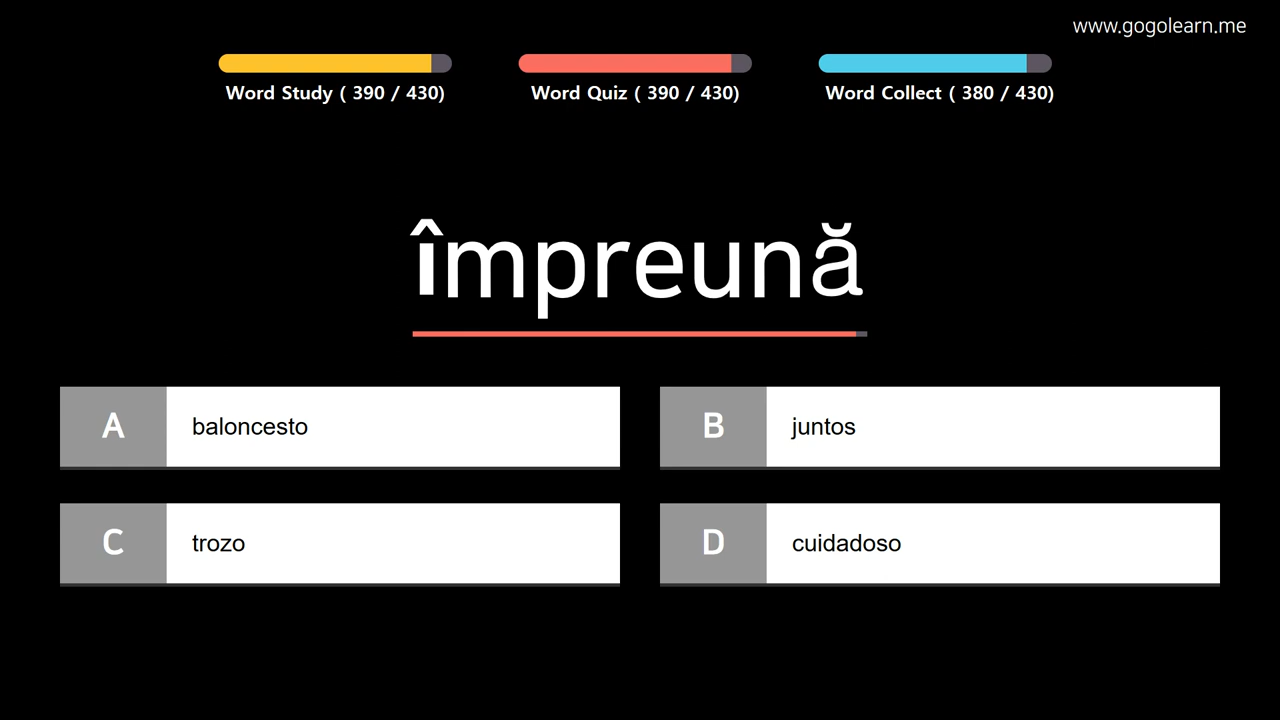 www.gogolearn.me
Word Study ( 390 / 430)
Word Quiz ( 390 / 430)
Word Collect ( 380 / 430)
împreună
A baloncesto
B juntos
C trozo
D cuidadoso